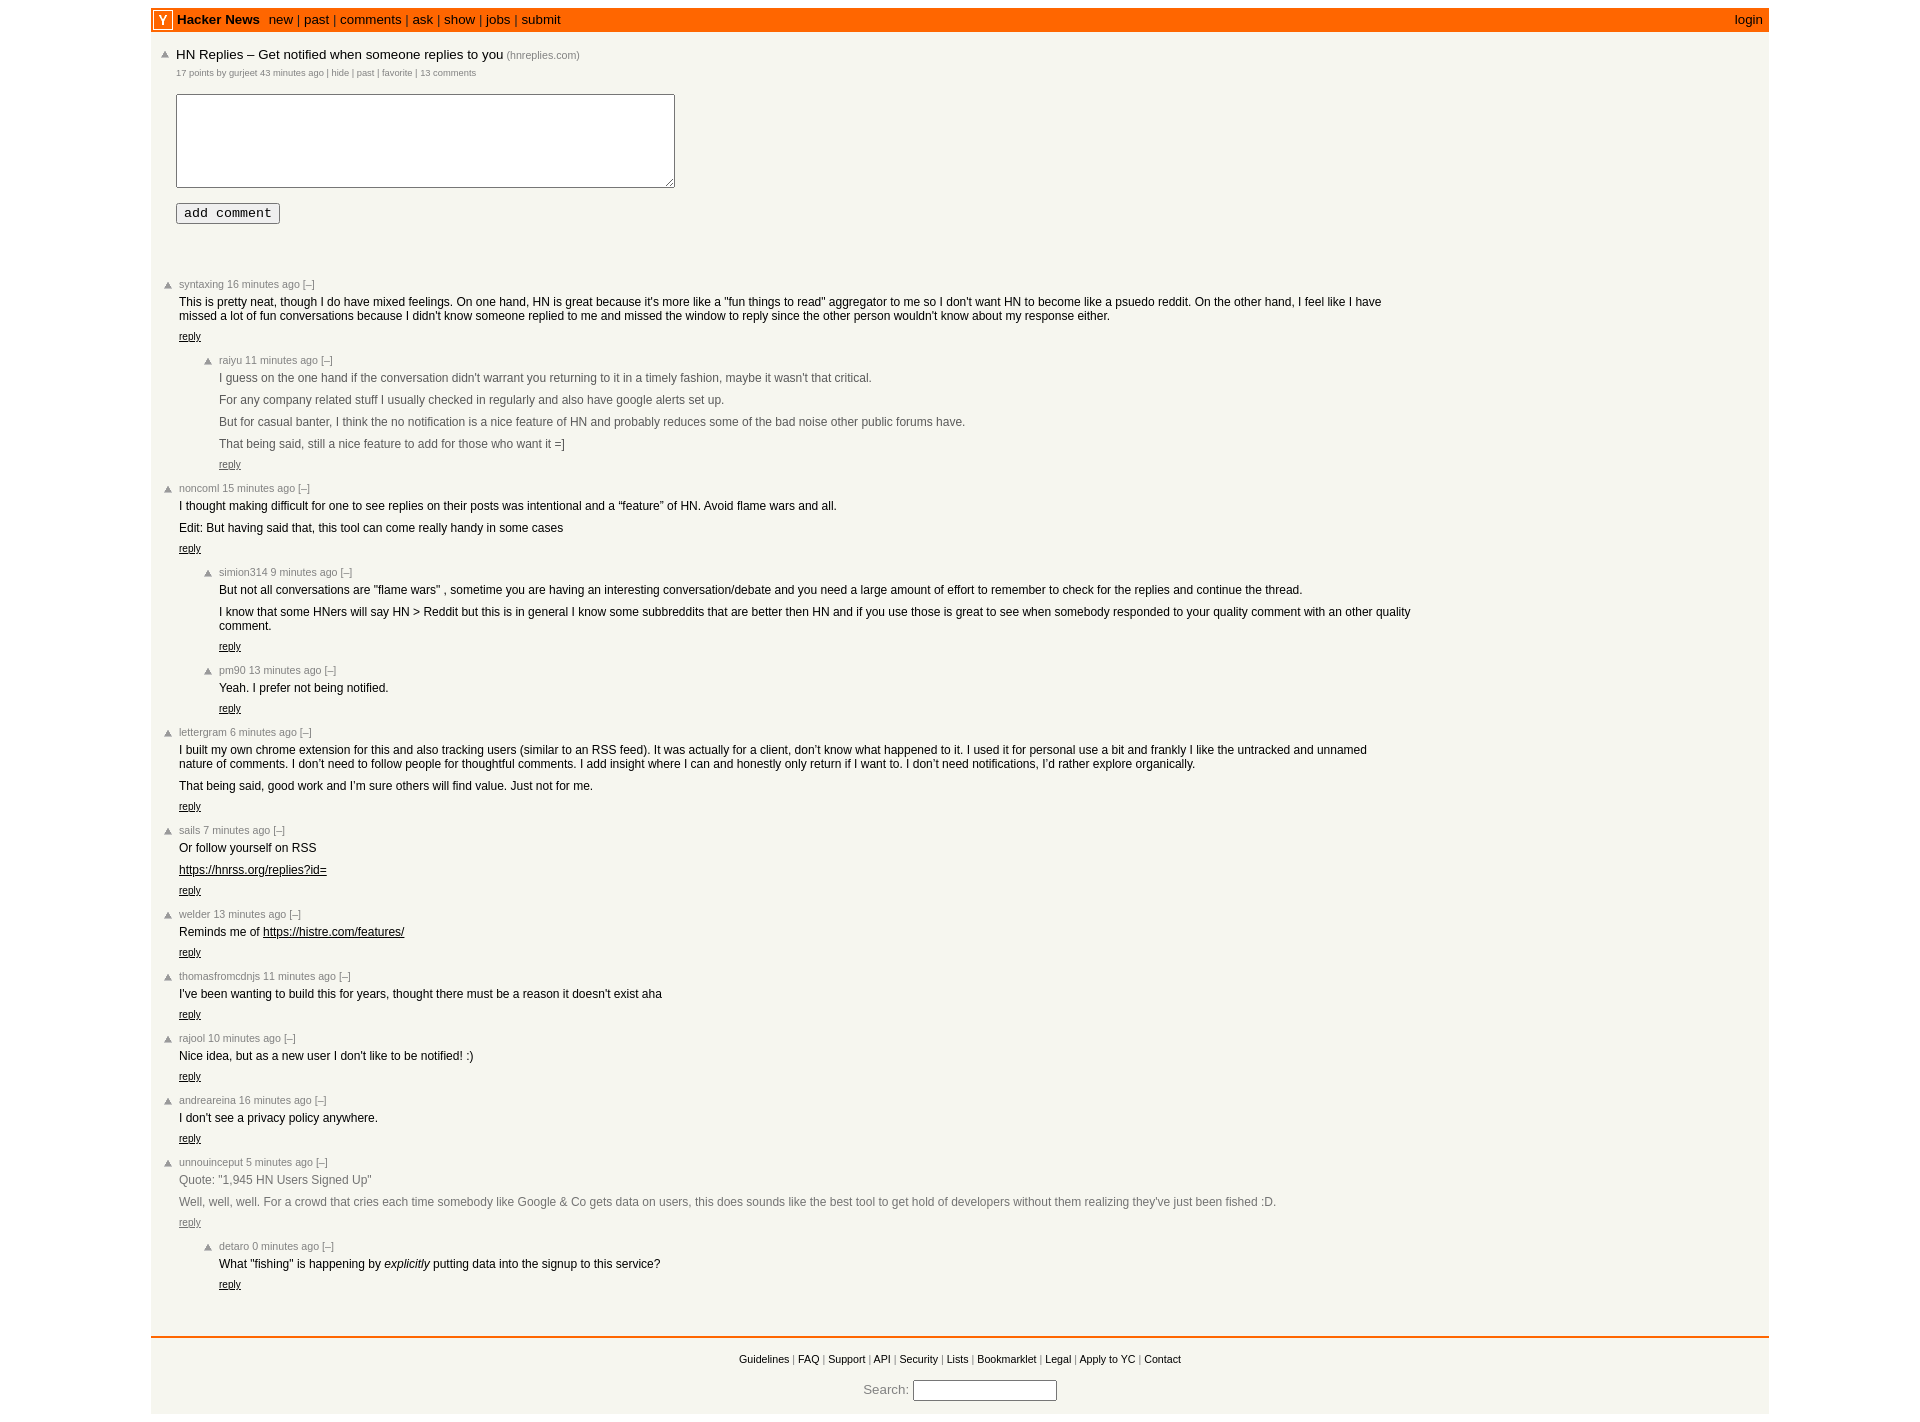 Y Hacker News new | past | comments | ask | show | jobs | submit login
HN Replies – Get notified when someone replies to you (hnreplies.com)
17 points by gurjeet 43 minutes ago | hide | past | favorite | 13 comments
add comment
syntaxing 16 minutes ago [–]
This is pretty neat, though I do have mixed feelings. On one hand, HN is great because it's more like a "fun things to read" aggregator to me so I don't want HN to become like a psuedo reddit. On the other hand, I feel like I have
missed a lot of fun conversations because I didn't know someone replied to me and missed the window to reply since the other person wouldn't know about my response either.
reply
raiyu 11 minutes ago [–]
I guess on the one hand if the conversation didn't warrant you returning to it in a timely fashion, maybe it wasn't that critical.
For any company related stuff I usually checked in regularly and also have google alerts set up.
But for casual banter, I think the no notification is a nice feature of HN and probably reduces some of the bad noise other public forums have.
That being said, still a nice feature to add for those who want it =]
reply
noncoml 15 minutes ago [–]
I thought making difficult for one to see replies on their posts was intentional and a “feature” of HN. Avoid flame wars and all.
Edit: But having said that, this tool can come really handy in some cases
reply
simion314 9 minutes ago [–]
But not all conversations are "flame wars" , sometime you are having an interesting conversation/debate and you need a large amount of effort to remember to check for the replies and continue the thread.
I know that some HNers will say HN > Reddit but this is in general I know some subbreddits that are better then HN and if you use those is great to see when somebody responded to your quality comment with an other quality
comment.
reply
pm90 13 minutes ago [–]
Yeah. I prefer not being notified.
reply
lettergram 6 minutes ago [–]
I built my own chrome extension for this and also tracking users (similar to an RSS feed). It was actually for a client, don’t know what happened to it. I used it for personal use a bit and frankly I like the untracked and unnamed
nature of comments. I don’t need to follow people for thoughtful comments. I add insight where I can and honestly only return if I want to. I don’t need notifications, I’d rather explore organically.
That being said, good work and I’m sure others will find value. Just not for me.
reply
sails 7 minutes ago [–]
Or follow yourself on RSS
https://hnrss.org/replies?id=
reply
welder 13 minutes ago [–]
Reminds me of https://histre.com/features/
reply
thomasfromcdnjs 11 minutes ago [–]
I've been wanting to build this for years, thought there must be a reason it doesn't exist aha
reply
rajool 10 minutes ago [–]
Nice idea, but as a new user I don't like to be notified! :)
reply
andreareina 16 minutes ago [–]
I don't see a privacy policy anywhere.
reply
unnouinceput 5 minutes ago [–]
Quote: "1,945 HN Users Signed Up"
Well, well, well. For a crowd that cries each time somebody like Google & Co gets data on users, this does sounds like the best tool to get hold of developers without them realizing they've just been fished :D.
reply
detaro 0 minutes ago [–]
What "fishing" is happening by explicitly putting data into the signup to this service?
reply
Guidelines | FAQ | Support | API | Security | Lists | Bookmarklet | Legal | Apply to YC | Contact
Search: